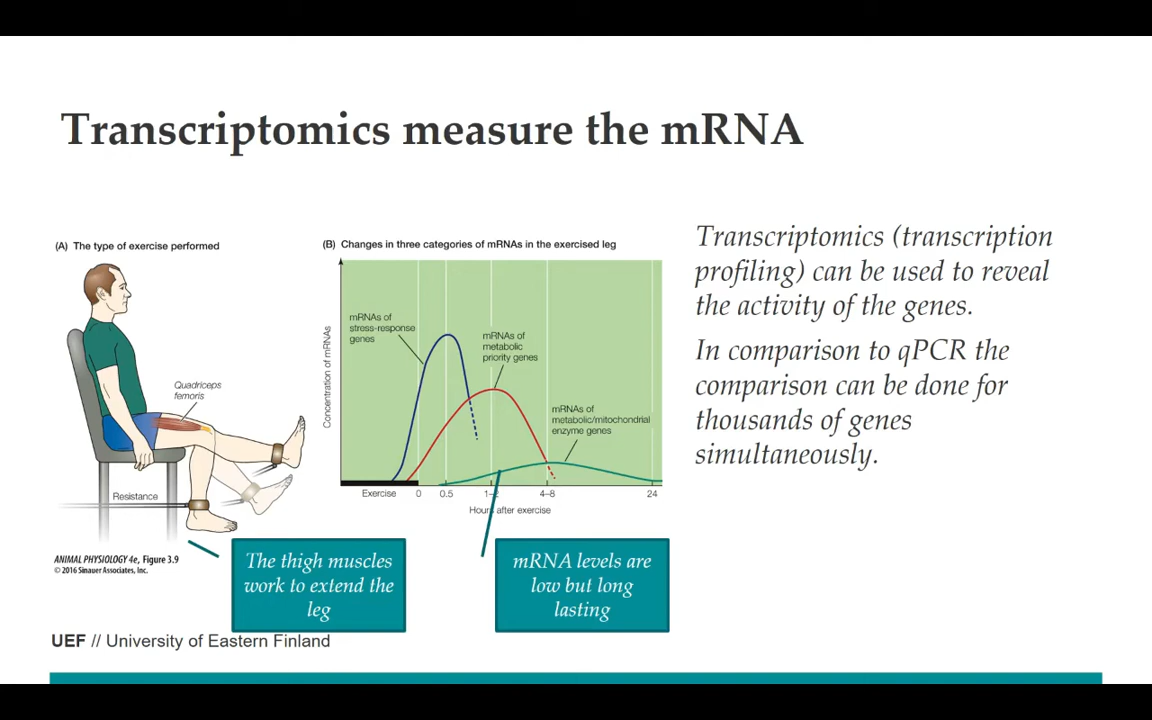 Transcriptomics measure the mRNA
(A) The type of exercise performed
Quadriceps
femoris
Resistance
ANIMAL PHYSIOLOGY 4e, Figure 3.9
© 2016 Sinauer Associates, Inc.
(B) Changes in three categories of mRNAs in the exercised leg
Concentration of mRNAs
mRNAs of
stress-response
genes
mRNAs of
metabolic
priority genes
mRNAs of
metabolic/mitochondrial
enzyme genes
Exercise 0 0.5 1–2 4–8 24
Hours after exercise
Transcriptomics (transcription
profiling) can be used to reveal
the activity of the genes.
In comparison to qPCR the
comparison can be done for
thousands of genes
simultaneously.
The thigh muscles
work to extend the
leg
mRNA levels are
low but long
lasting
UEF // University of Eastern Finland